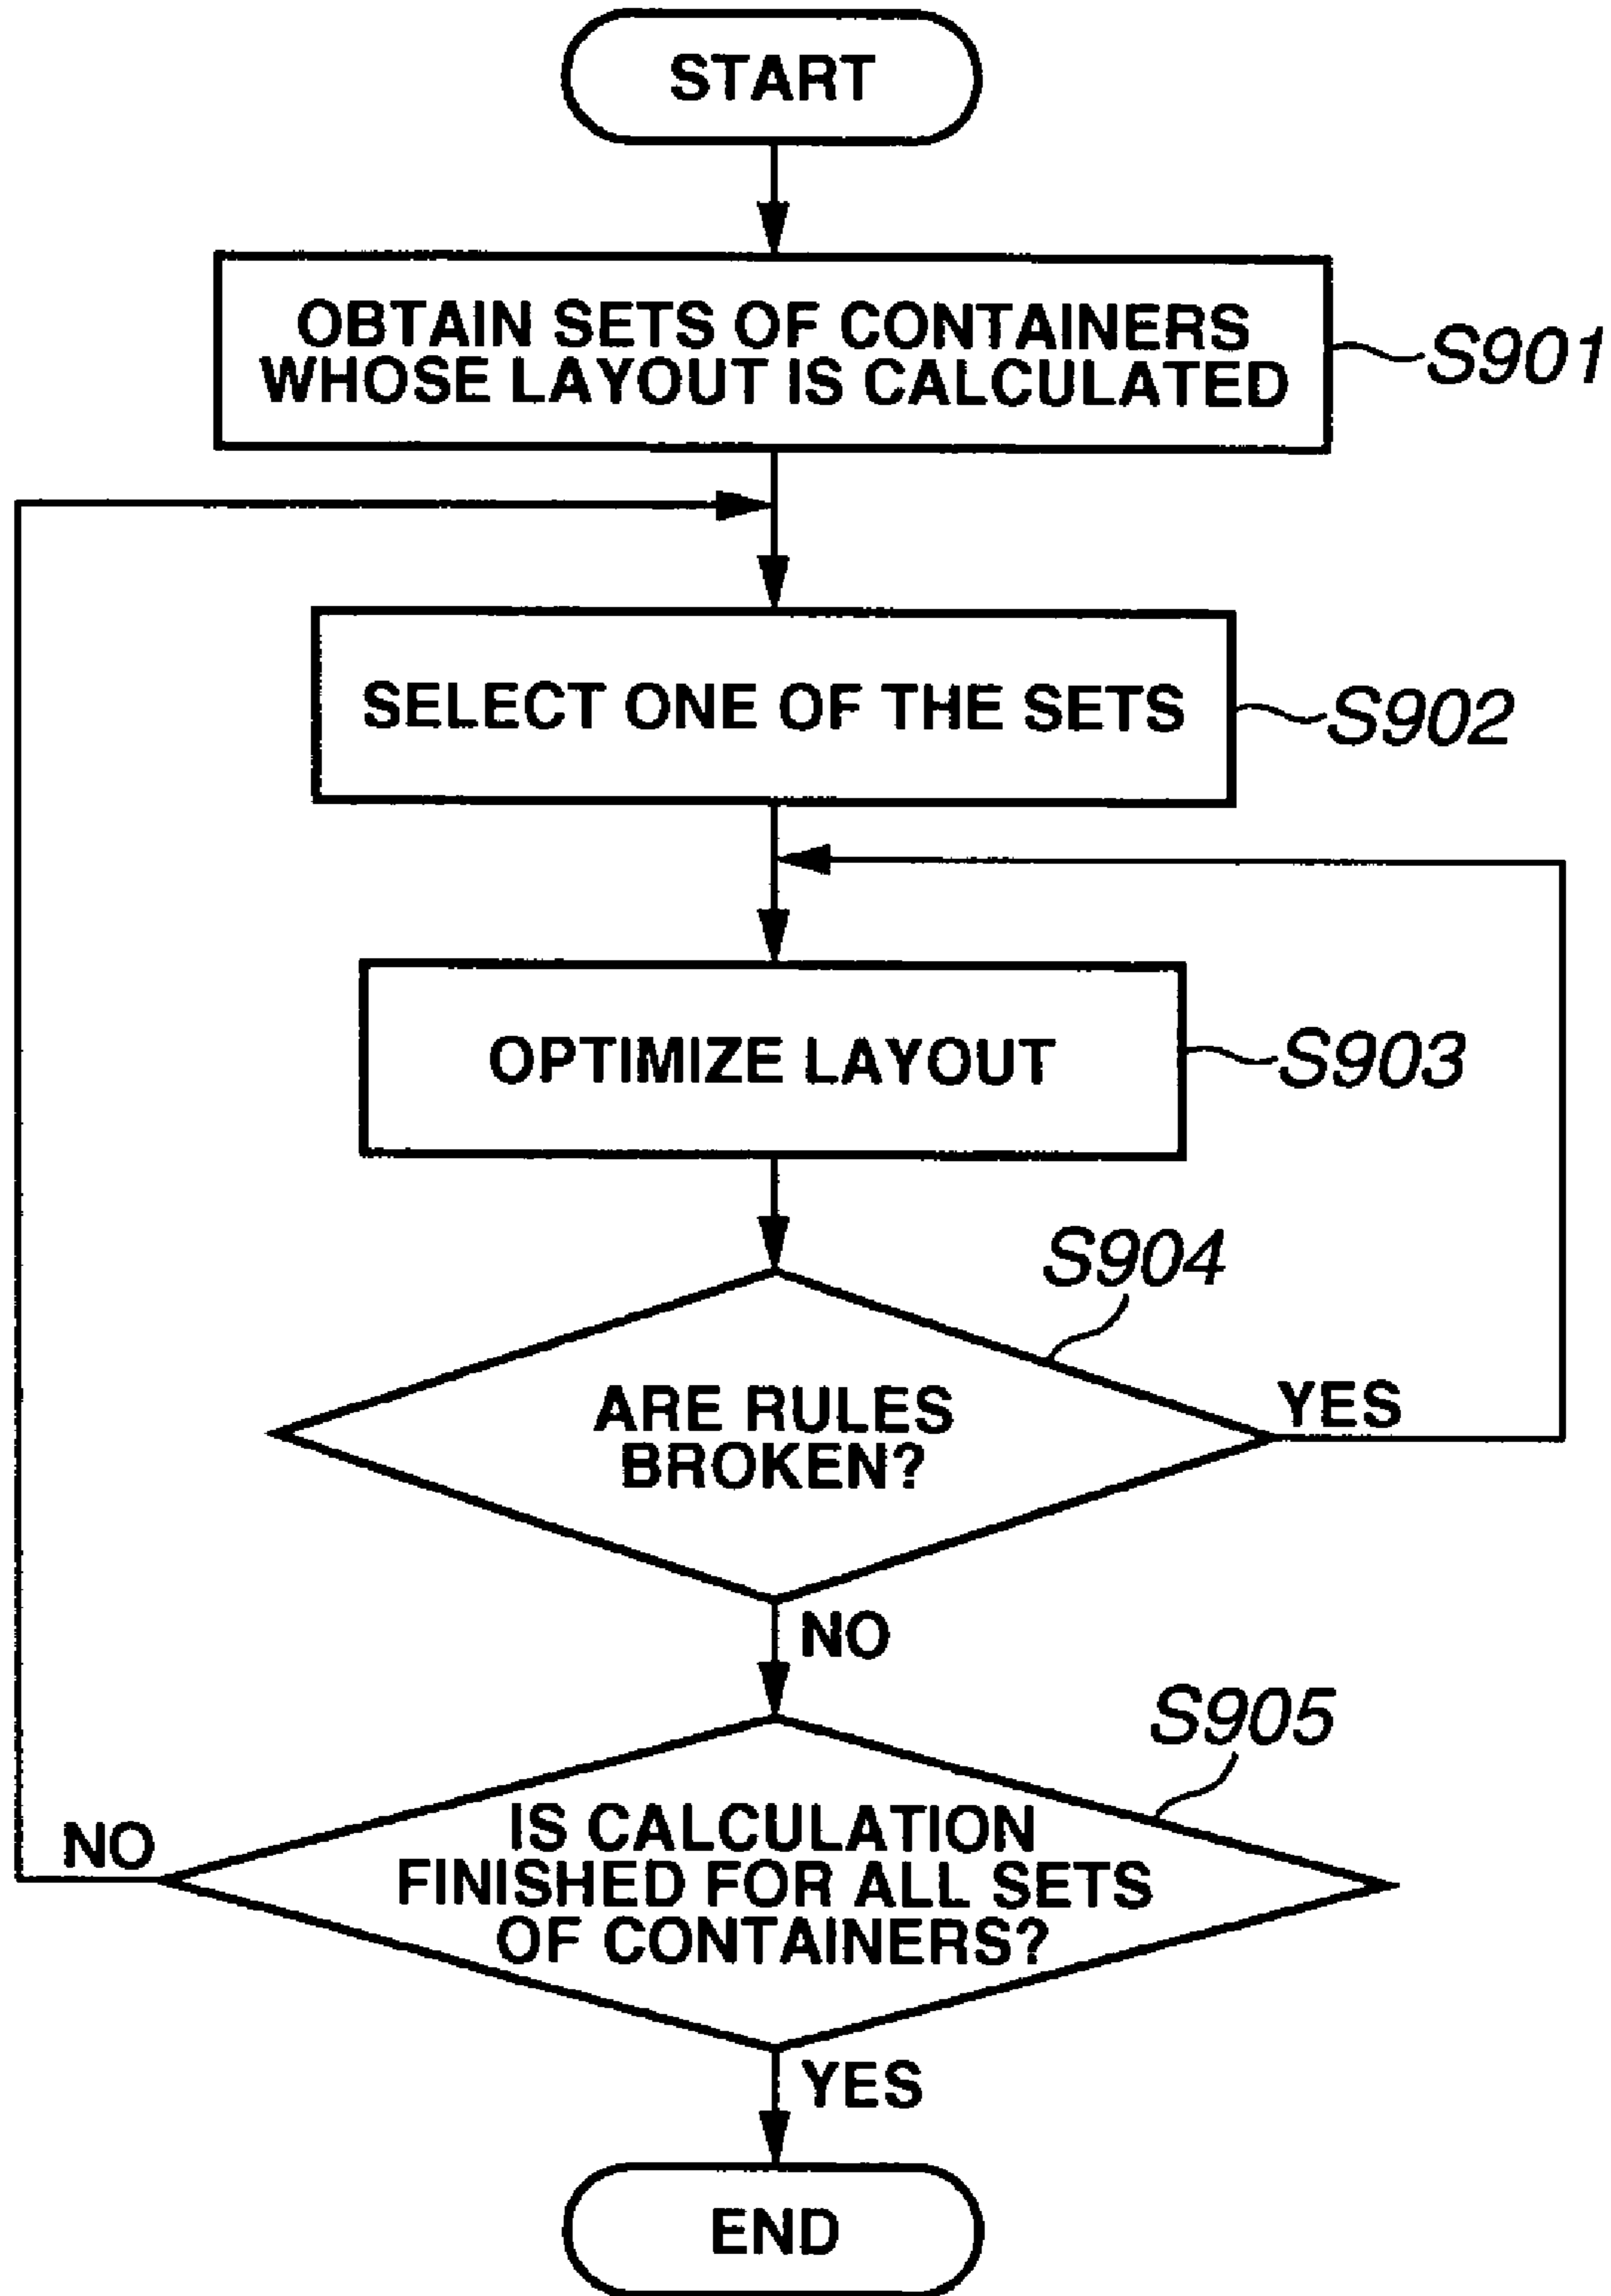 START
OBTAIN SETS OF CONTAINERS
WHOSE LAYOUT IS CALCULATED
S901
SELECT ONE OF THE SETS
S902
OPTIMIZE LAYOUT
S903
S904
ARE RULES
BROKEN?
YES
NO
S905
IS CALCULATION
FINISHED FOR ALL SETS
OF CONTAINERS?
NO
YES
END